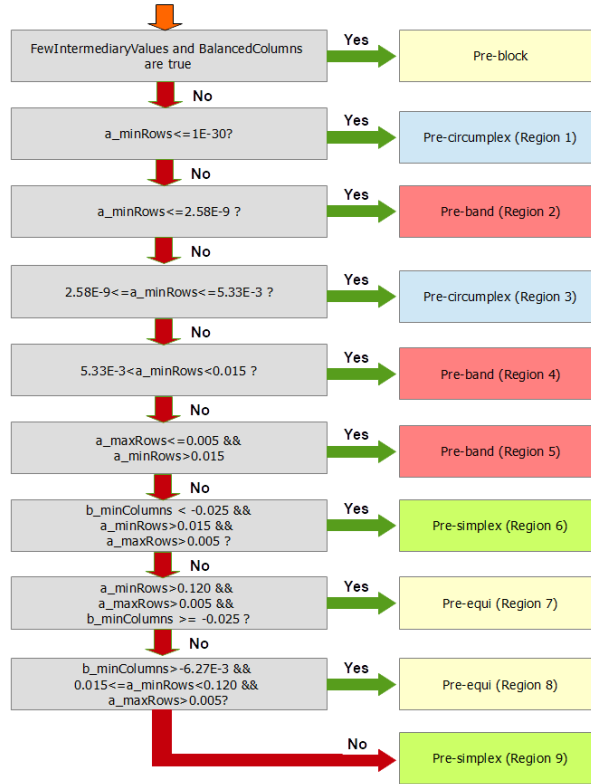 FewIntermediaryValues and BalancedColumns
are true
Yes
Pre-block
No
a_minRows<=1E-30?
Yes
Pre-circumplex (Region 1)
No
a_minRows<=2.58E-9 ?
Yes
Pre-band (Region 2)
No
2.58E-9<=a_minRows<=5.33E-3 ?
Yes
Pre-circumplex (Region 3)
No
5.33E-3<a_minRows<0.015 ?
Yes
Pre-band (Region 4)
No
a_maxRows<=0.005 &&
a_minRows>0.015
Yes
Pre-band (Region 5)
No
b_minColumns < -0.025 &&
a_minRows>0.015 &&
a_maxRows>0.005 ?
Yes
Pre-simplex (Region 6)
No
a_minRows>0.120 &&
a_maxRows>0.005 &&
b_minColumns >= -0.025 ?
Yes
Pre-equi (Region 7)
No
b_minColumns>-6.27E-3 &&
0.015<=a_minRows<0.120 &&
a_maxRows>0.005?
Yes
Pre-equi (Region 8)
No
Pre-simplex (Region 9)